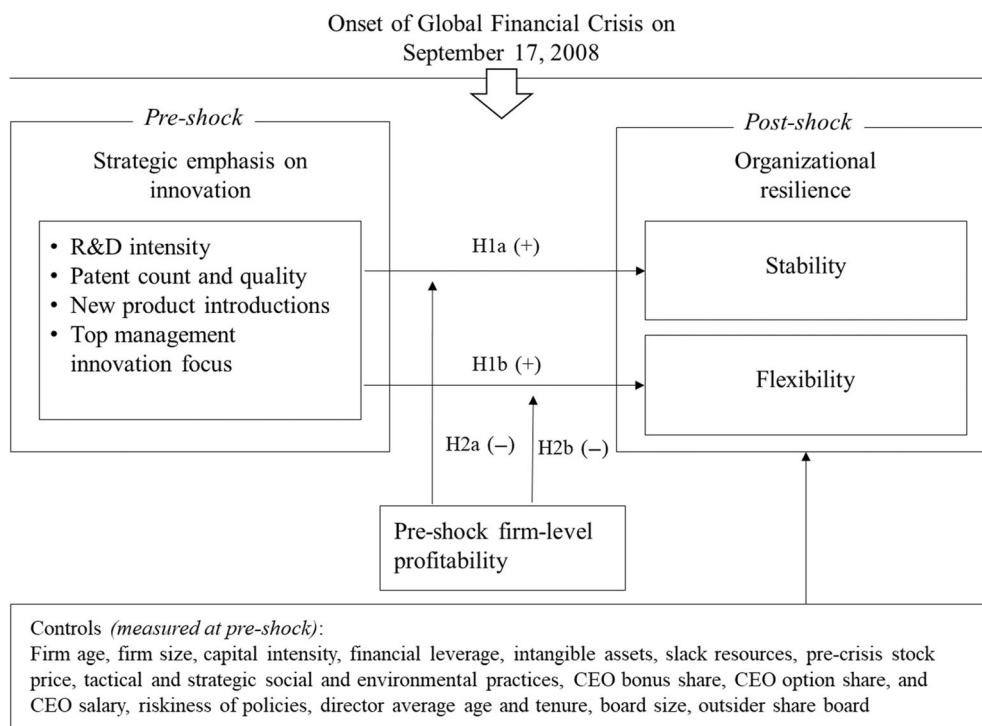 Onset of Global Financial Crisis on
September 17, 2008
Pre-shock
Strategic emphasis on
innovation
• R&D intensity
• Patent count and quality
• New product introductions
• Top management
innovation focus
H1a (+)
H1b (+)
H2a (–)
H2b (–)
Pre-shock firm-level
profitability
Post-shock
Organizational
resilience
Stability
Flexibility
Controls (measured at pre-shock):
Firm age, firm size, capital intensity, financial leverage, intangible assets, slack resources, pre-crisis stock
price, tactical and strategic social and environmental practices, CEO bonus share, CEO option share, and
CEO salary, riskiness of policies, director average age and tenure, board size, outsider share board